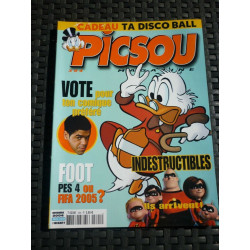 CADEAU TA DISCO BALL
PICSOU
VOTE pour
ton comique
préféré
INDESTRUCTIBLES
ils arrivent!
FOOT
PES 4 ou
FIFA 2005?